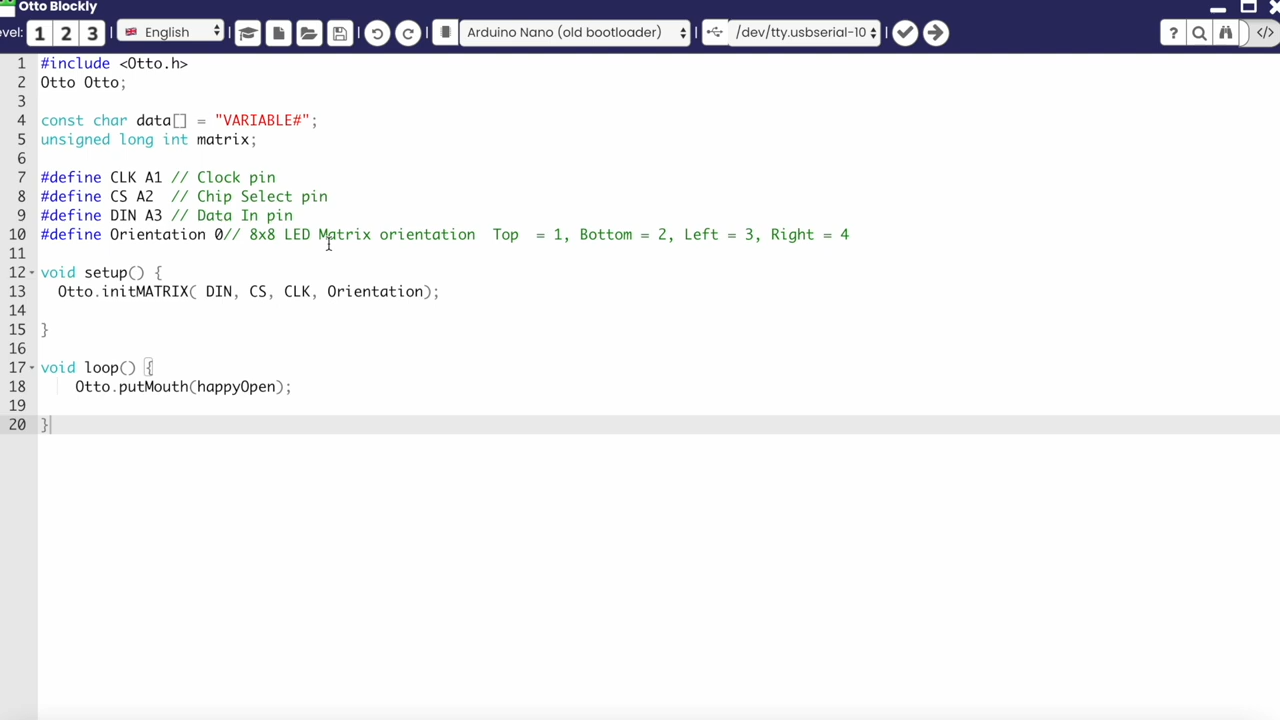 Otto Blockly
evel: 1 2 3 English Arduino Nano (old bootloader) /dev/tty.usbserial-10 ? </>
1 #include <Otto.h>
2 Otto Otto;
3
4 const char data[] = "VARIABLE#";
5 unsigned long int matrix;
6
7 #define CLK A1 // Clock pin
8 #define CS A2  // Chip Select pin
9 #define DIN A3 // Data In pin
10 #define Orientation 0// 8x8 LED Matrix orientation  Top  = 1, Bottom = 2, Left = 3, Right = 4
11
12 void setup() {
13   Otto.initMATRIX( DIN, CS, CLK, Orientation);
14
15 }
16
17 void loop() {
18     Otto.putMouth(happyOpen);
19
20 }